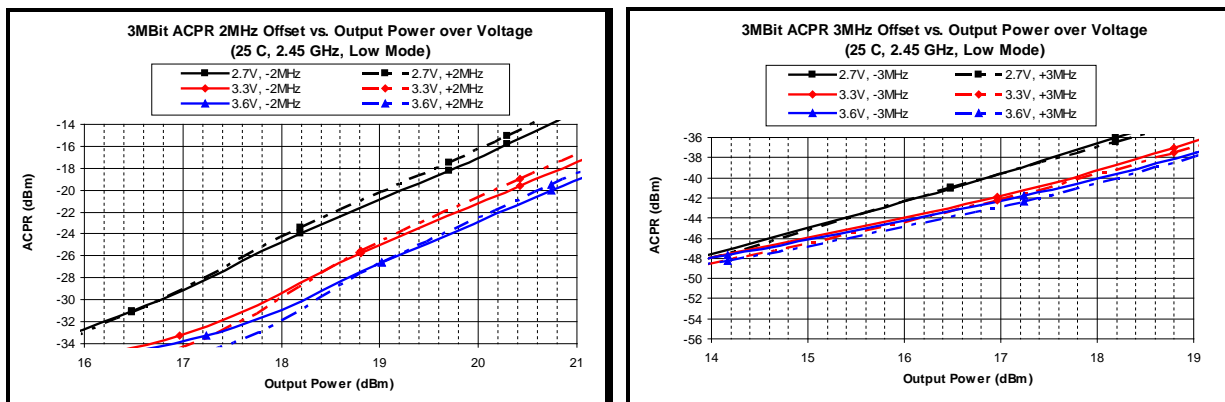 3MBit ACPR 2MHz Offset vs. Output Power over Voltage
(25 C, 2.45 GHz, Low Mode)
2.7V, -2MHz
2.7V, +2MHz
3.3V, -2MHz
3.3V, +2MHz
3.6V, -2MHz
3.6V, +2MHz
ACPR (dBm)
-14
-16
-18
-20
-22
-24
-26
-28
-30
-32
-34
16
17
18
19
20
21
Output Power (dBm)
3MBit ACPR 3MHz Offset vs. Output Power over Voltage
(25 C, 2.45 GHz, Low Mode)
2.7V, -3MHz
2.7V, +3MHz
3.3V, -3MHz
3.3V, +3MHz
3.6V, -3MHz
3.6V, +3MHz
ACPR (dBm)
-36
-38
-40
-42
-44
-46
-48
-50
-52
-54
-56
14
15
16
17
18
19
Output Power (dBm)